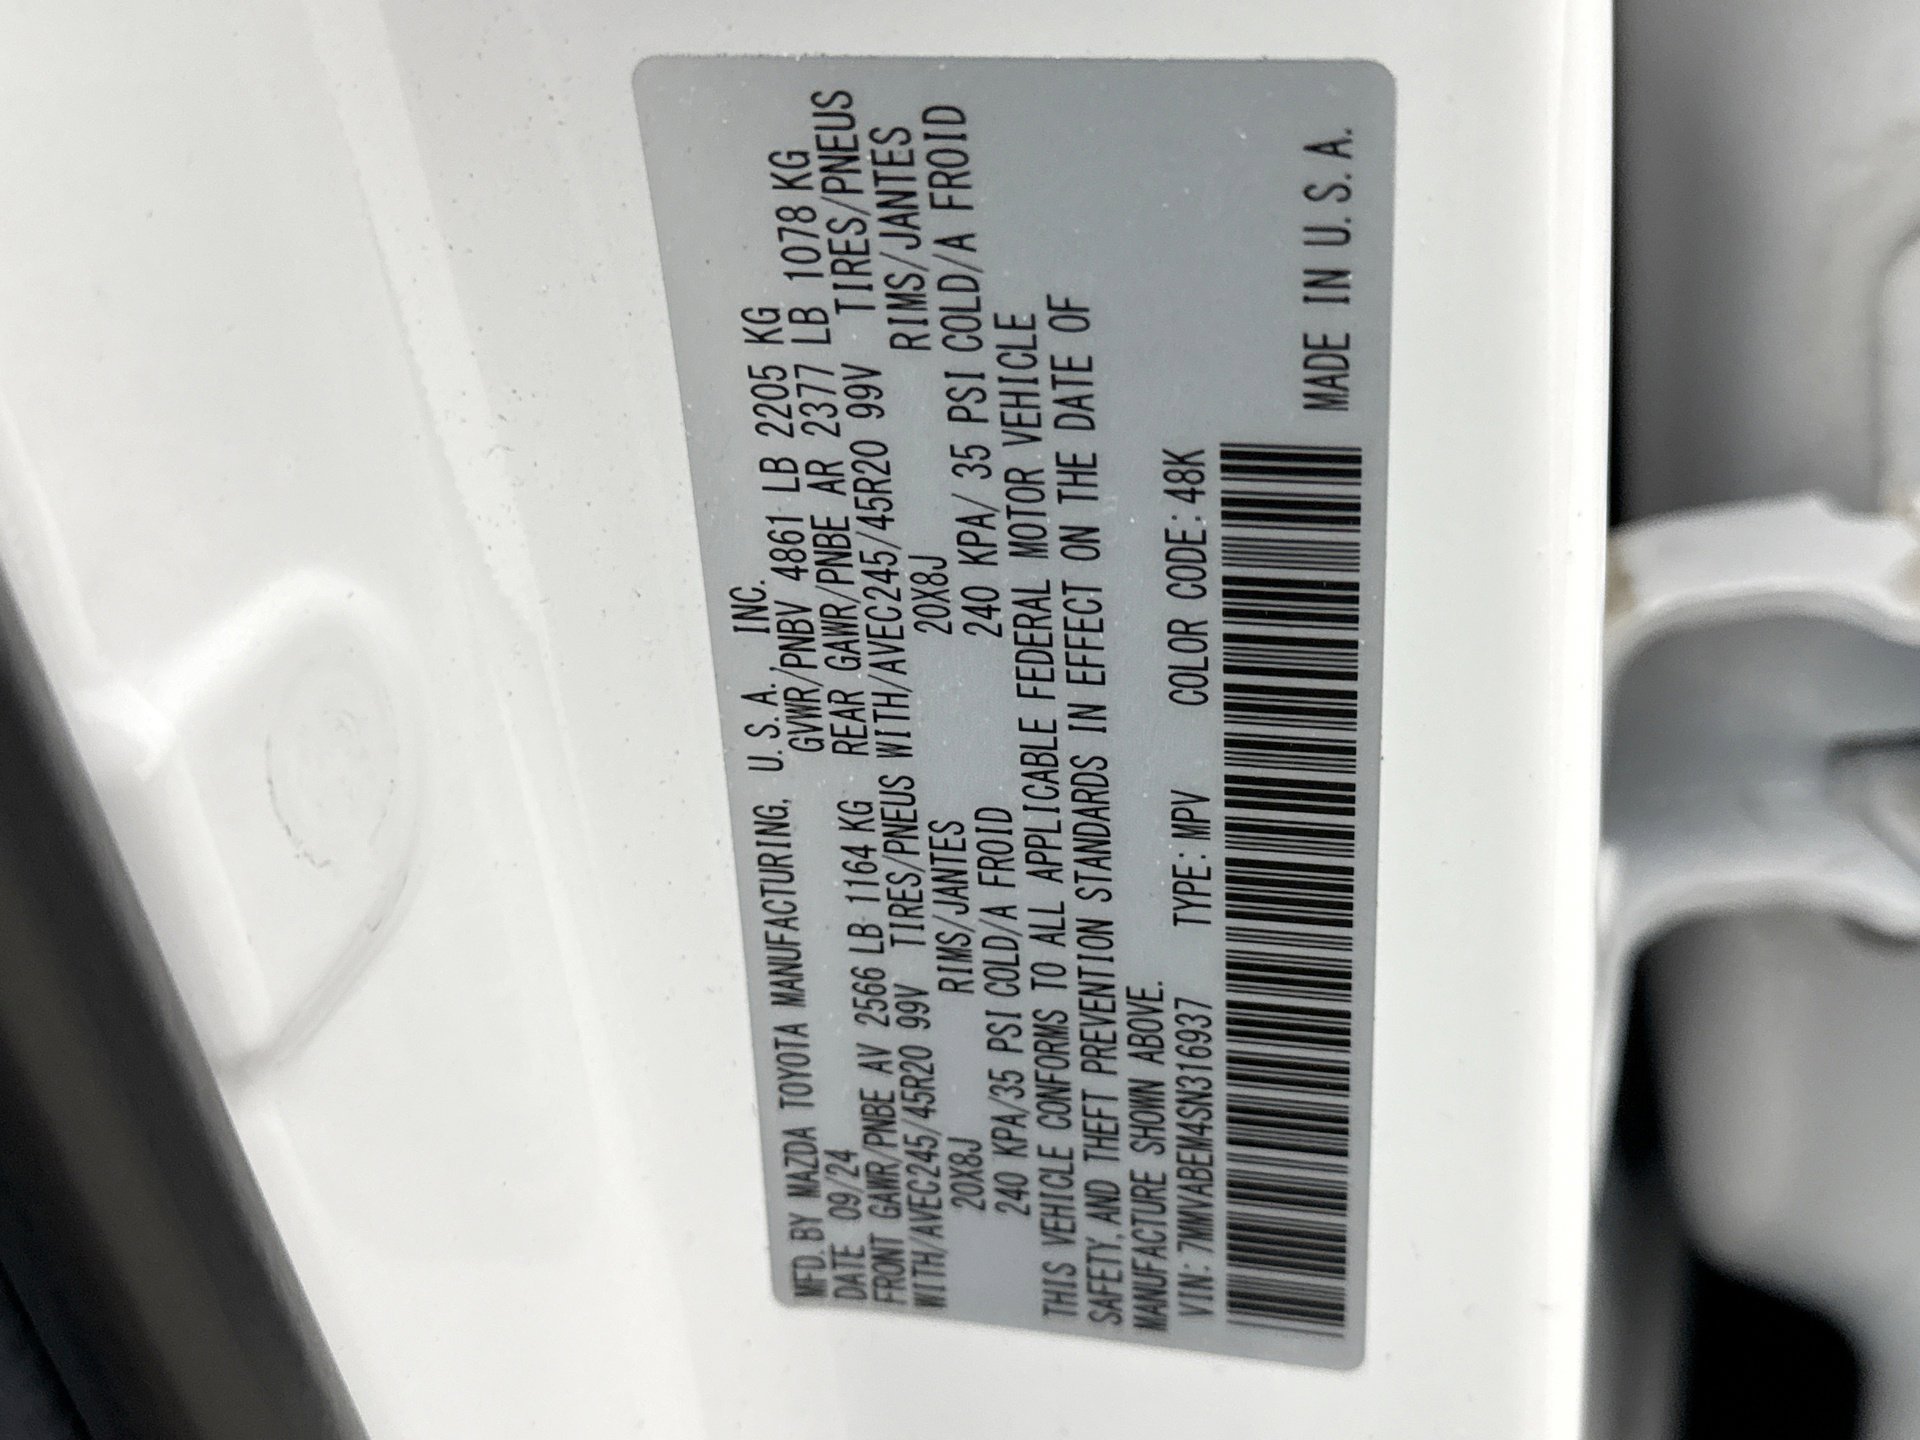 MFD. BY MAZDA TOYOTA MANUFACTURING, U.S.A., INC.
DATE 09/24 GVWR/PNBV 4861 LB 2205 KG
FRONT GAWR/PNBE AV 2566 LB 1164 KG REAR GAWR/PNBE AR 2377 LB 1078 KG
WITH/AVEC245/45R20 99V TIRES/PNEUS WITH/AVEC245/45R20 99V TIRES/PNEUS
20X8J RIMS/JANTES 20X8J RIMS/JANTES
240 KPA/35 PSI COLD/A FROID 240 KPA/ 35 PSI COLD/A FROID
THIS VEHICLE CONFORMS TO ALL APPLICABLE FEDERAL MOTOR VEHICLE
SAFETY, AND THEFT PREVENTION STANDARDS IN EFFECT ON THE DATE OF
MANUFACTURE SHOWN ABOVE.
VIN: 7MMVABEM4SN316937 TYPE: MPV COLOR CODE: 48K
MADE IN U.S.A.